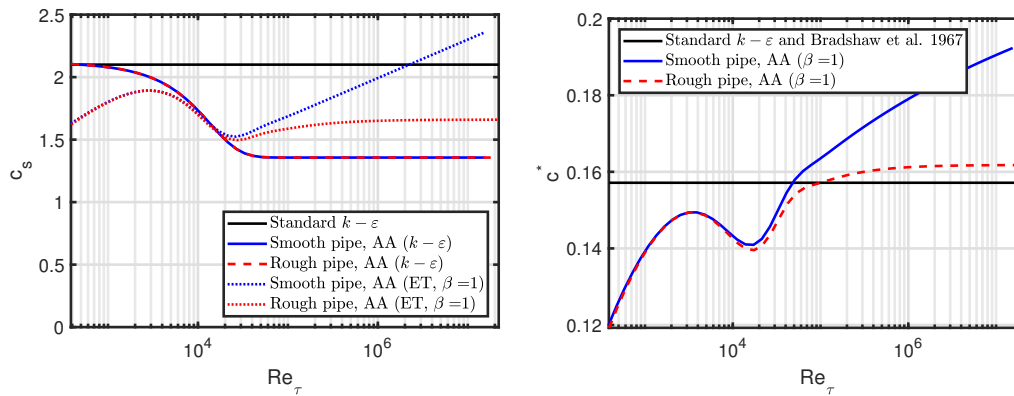 2.5
2
1.5
1
0.5
0
c_s
10^4
10^6
Re_τ
Standard k − ε
Smooth pipe, AA (k − ε)
Rough pipe, AA (k − ε)
Smooth pipe, AA (ET, β =1)
Rough pipe, AA (ET, β =1)
0.2
0.18
0.16
0.14
0.12
c^*
10^4
10^6
Re_τ
Standard k − ε and Bradshaw et al. 1967
Smooth pipe, AA (β =1)
Rough pipe, AA (β =1)